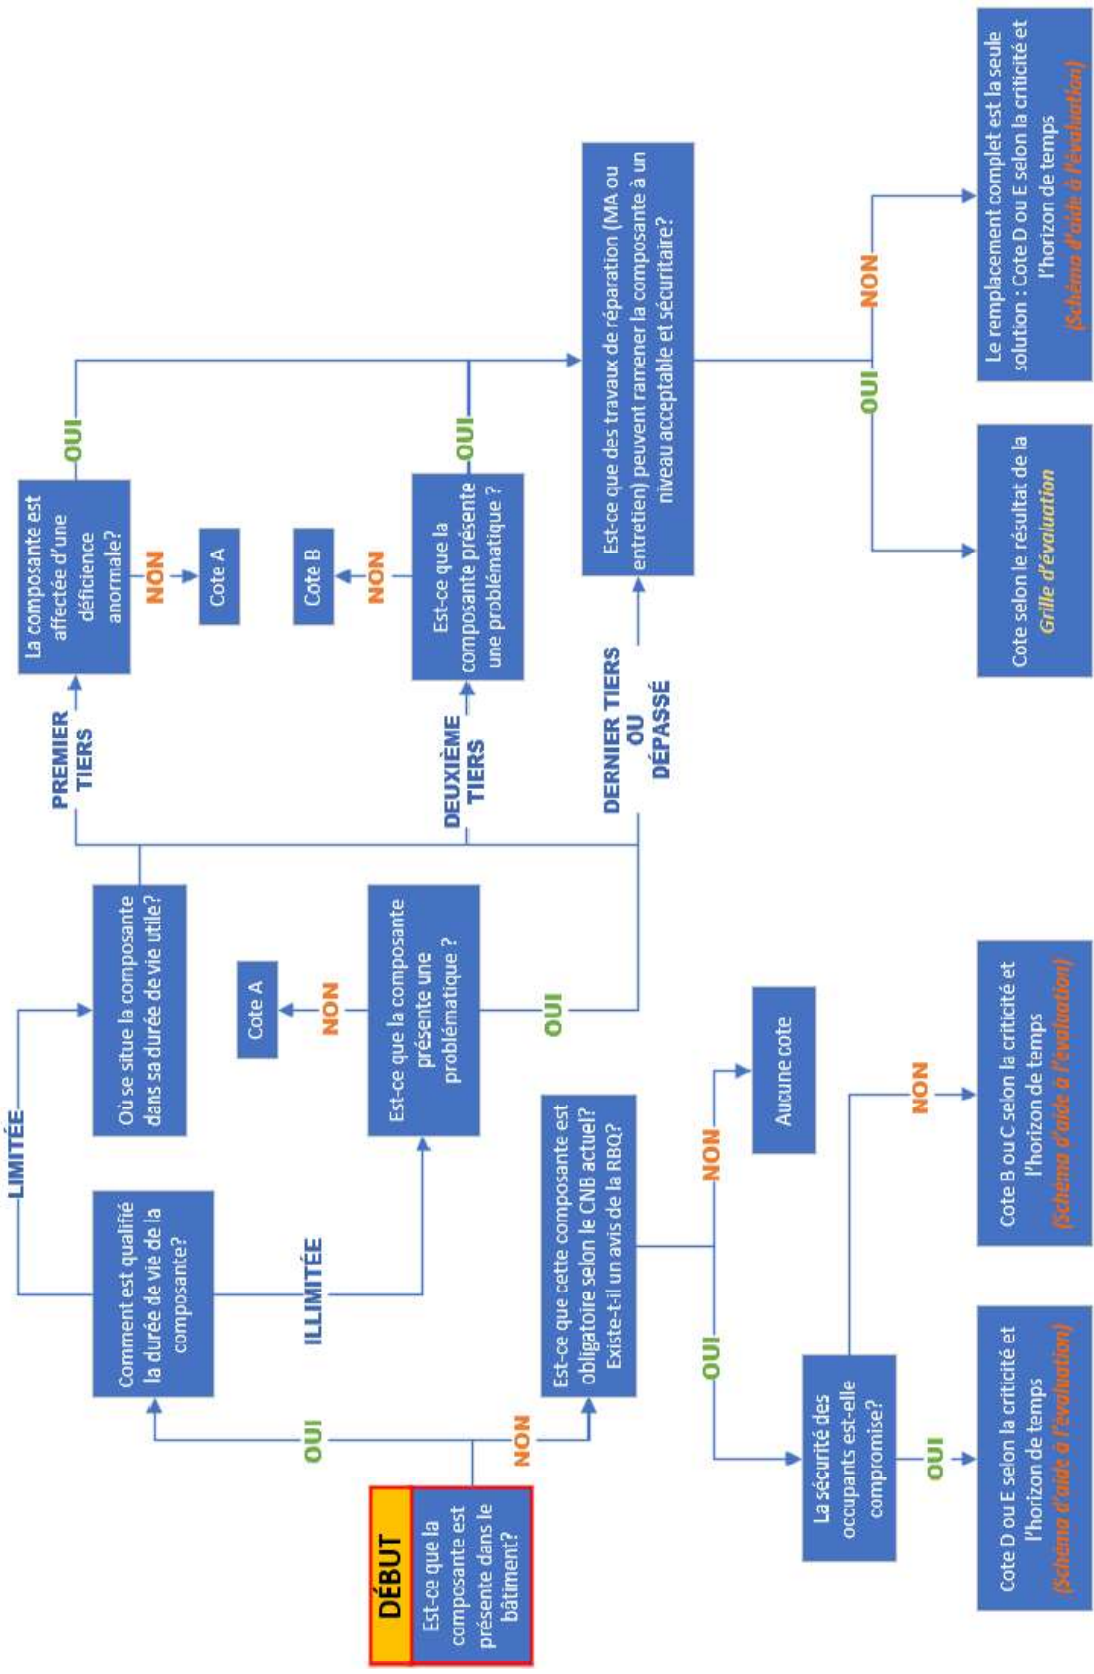 DÉBUT
Est-ce que la
composante est
présente dans le
bâtiment?
OUI
NON
Comment est qualifié
la durée de vie de la
composante?
LIMITÉE
ILLIMITÉE
Où se situe la composante
dans sa durée de vie utile?
Cote A
NON
Est-ce que la composante
présente une
problématique ?
OUI
PREMIER
TIERS
DEUXIÈME
TIERS
DERNIER TIERS
OU
DÉPASSÉ
La composante est
affectée d'une
déficience
anormale?
OUI
NON
Cote A
Cote B
NON
Est-ce que la
composante présente
une problématique ?
OUI
Est-ce que des travaux de réparation (MA ou
entretien) peuvent ramener la composante à un
niveau acceptable et sécuritaire?
OUI
NON
Cote selon le résultat de la
Grille d'évaluation
Le remplacement complet est la seule
solution : Cote D ou E selon la criticité et
l'horizon de temps
(Schéma d'aide à l'évaluation)
Est-ce que cette composante est
obligatoire selon le CNB actuel?
Existe-t-il un avis de la RBQ?
OUI
NON
Aucune cote
La sécurité des
occupants est-elle
compromise?
OUI
NON
Cote D ou E selon la criticité et
l'horizon de temps
(Schéma d'aide à l'évaluation)
Cote B ou C selon la criticité et
l'horizon de temps
(Schéma d'aide à l'évaluation)